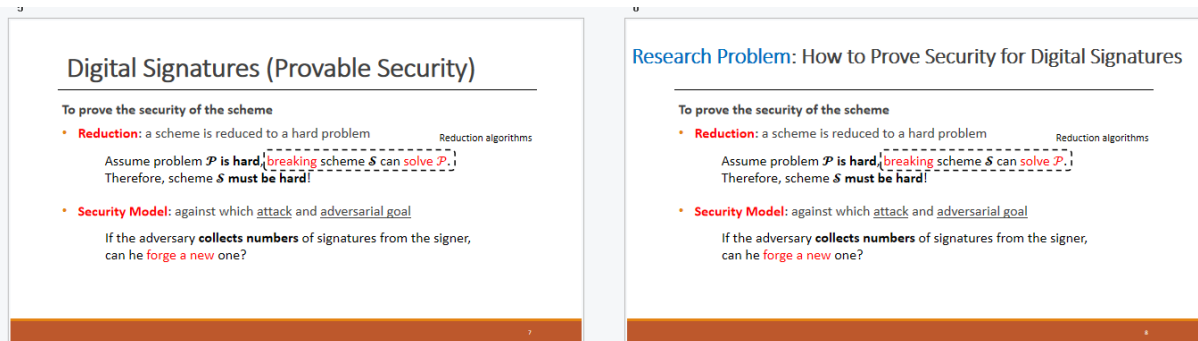 Digital Signatures (Provable Security)
To prove the security of the scheme
• Reduction: a scheme is reduced to a hard problem
Reduction algorithms
Assume problem 𝒫 is hard, breaking scheme 𝒮 can solve 𝒫.
Therefore, scheme 𝒮 must be hard!
• Security Model: against which attack and adversarial goal
If the adversary collects numbers of signatures from the signer,
can he forge a new one?
7
Research Problem: How to Prove Security for Digital Signatures
To prove the security of the scheme
• Reduction: a scheme is reduced to a hard problem
Reduction algorithms
Assume problem 𝒫 is hard, breaking scheme 𝒮 can solve 𝒫.
Therefore, scheme 𝒮 must be hard!
• Security Model: against which attack and adversarial goal
If the adversary collects numbers of signatures from the signer,
can he forge a new one?
8